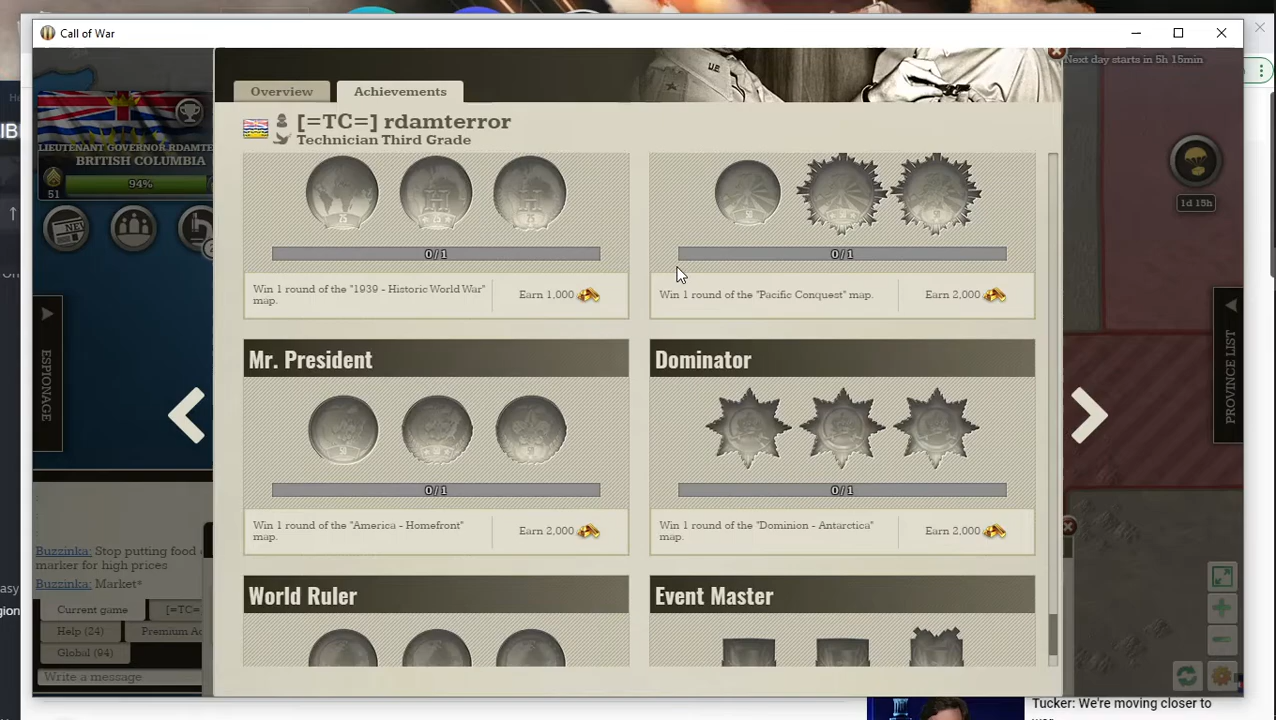 Call of War
Next day starts in 5h 15min
Overview
Achievements
[=TC=] rdamterror
Technician Third Grade
LIEUTENANT GOVERNOR RDAMTE
BRITISH COLUMBIA
94%
51
NEW
1d 15h
25
0/1
Win 1 round of the "1939 - Historic World War"
map.
Earn 1,000
50
0/1
Win 1 round of the "Pacific Conquest" map.
Earn 2,000
ESPIONAGE
PROVINCE LIST
Mr. President
50
0/1
Win 1 round of the "America - Homefront"
map.
Earn 2,000
Dominator
0/1
Win 1 round of the "Dominion - Antarctica"
map.
Earn 2,000
World Ruler
Event Master
Buzzinka: Stop putting food
marker for high prices
Buzzinka: Market*
Current game
[=TC=
Help (24)
Premium Ac
Global (94)
Write a message
Tucker: We're moving closer to